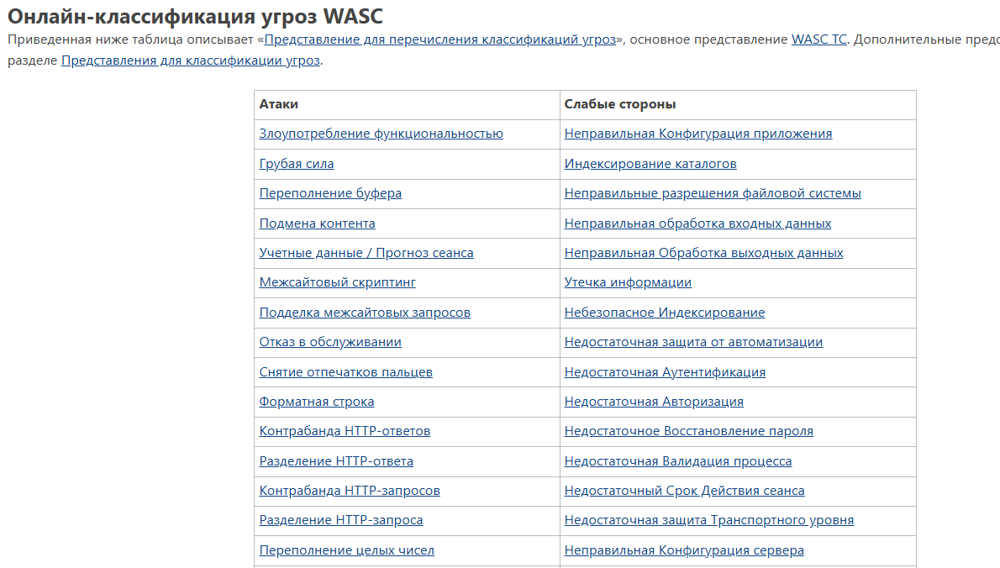 Онлайн-классификация угроз WASC
Приведенная ниже таблица описывает «Представление для перечисления классификаций угроз», основное представление WASC TC. Дополнительные
разделе Представления для классификации угроз.
Атаки Слабые стороны
Злоупотребление функциональностью Неправильная Конфигурация приложения
Грубая сила Индексирование каталогов
Переполнение буфера Неправильные разрешения файловой системы
Подмена контента Неправильная обработка входных данных
Учетные данные / Прогноз сеанса Неправильная Обработка выходных данных
Межсайтовый скриптинг Утечка информации
Подделка межсайтовых запросов Небезопасное Индексирование
Отказ в обслуживании Недостаточная защита от автоматизации
Снятие отпечатков пальцев Недостаточная Аутентификация
Форматная строка Недостаточная Авторизация
Контрабанда HTTP-ответов Недостаточное Восстановление пароля
Разделение HTTP-ответа Недостаточная Валидация процесса
Контрабанда HTTP-запросов Недостаточный Срок Действия сеанса
Разделение HTTP-запроса Недостаточная защита Транспортного уровня
Переполнение целых чисел Неправильная Конфигурация сервера